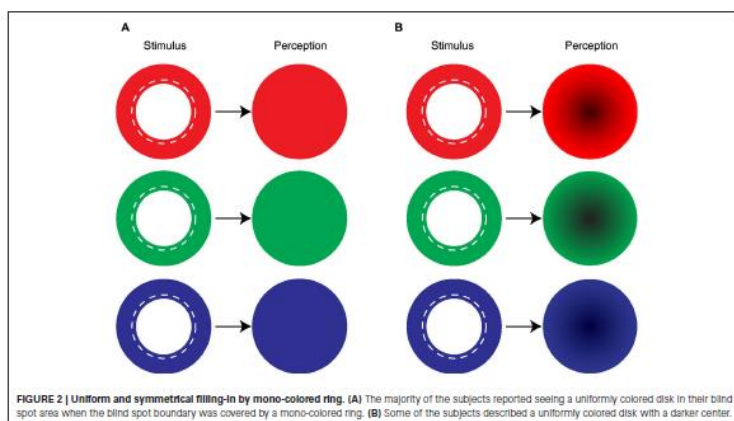 A
B
Stimulus
Perception
Stimulus
Perception
FIGURE 2 | Uniform and symmetrical filling-in by mono-colored ring. (A) The majority of the subjects reported seeing a uniformly colored disk in their blind
spot area when the blind spot boundary was covered by a mono-colored ring. (B) Some of the subjects described a uniformly colored disk with a darker center.